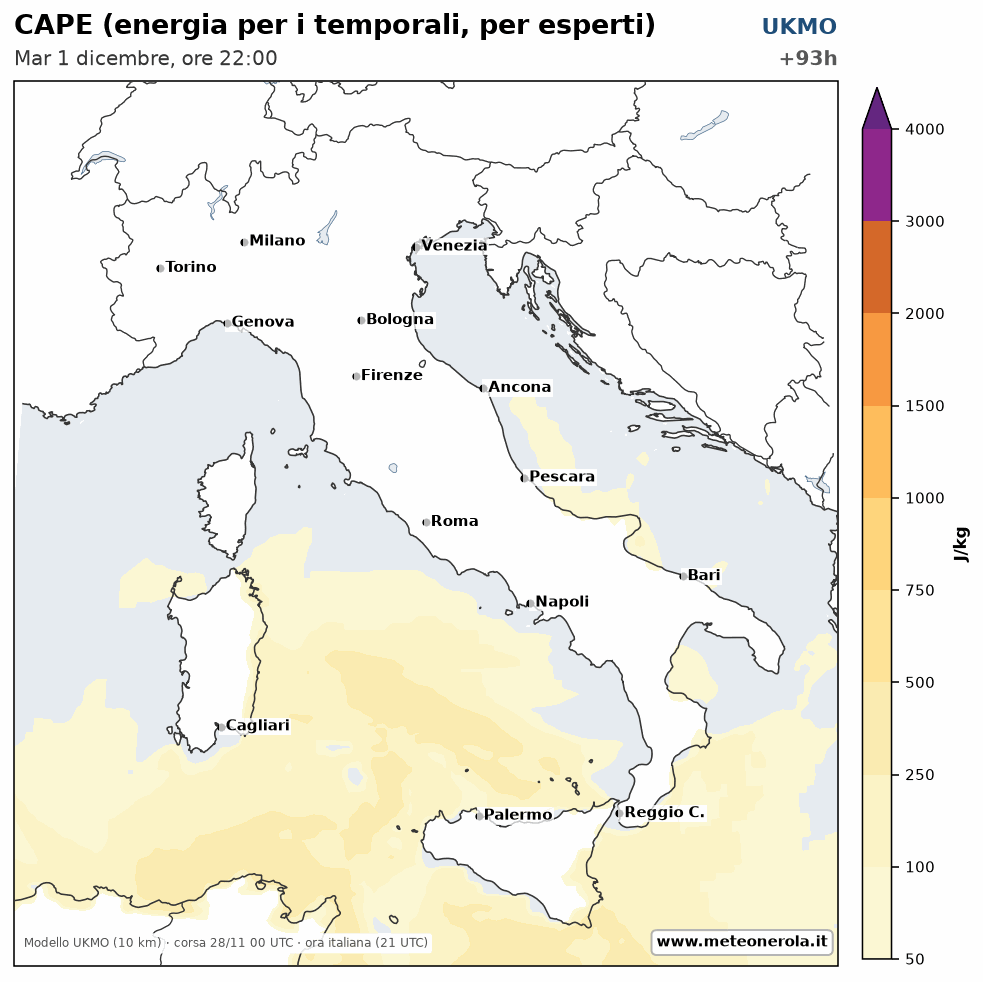 CAPE (energia per i temporali, per esperti)
UKMO
Mar 1 dicembre, ore 22:00
+93h
4000
3000
2000
1500
1000
750
500
250
100
50
J/kg
Milano
Venezia
Torino
Genova
Bologna
Firenze
Ancona
Pescara
Roma
Bari
Napoli
Cagliari
Palermo
Reggio C.
Modello UKMO (10 km) · corsa 28/11 00 UTC · ora italiana (21 UTC)
www.meteonerola.it